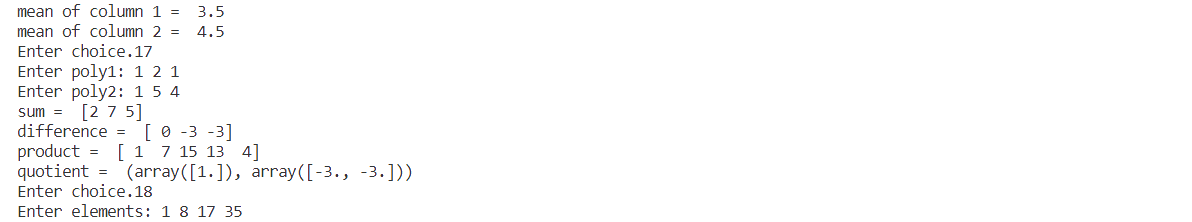 mean of column 1 =  3.5
mean of column 2 =  4.5
Enter choice.17
Enter poly1: 1 2 1
Enter poly2: 1 5 4
sum =  [2 7 5]
difference =  [ 0 -3 -3]
product =  [ 1  7 15 13  4]
quotient =  (array([1.]), array([-3., -3.]))
Enter choice.18
Enter elements: 1 8 17 35